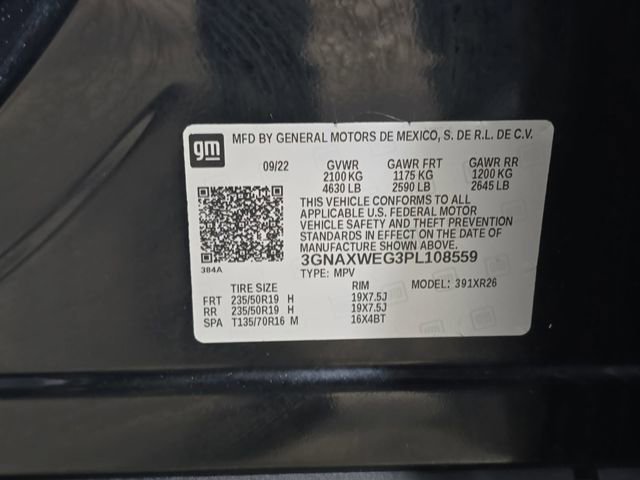 gm MFD BY GENERAL MOTORS DE MEXICO, S. DE R.L. DE C.V.
09/22 GVWR GAWR FRT GAWR RR
2100 KG 1175 KG 1200 KG
4630 LB 2590 LB 2645 LB
THIS VEHICLE CONFORMS TO ALL
APPLICABLE U.S. FEDERAL MOTOR
VEHICLE SAFETY AND THEFT PREVENTION
STANDARDS IN EFFECT ON THE DATE OF
MANUFACTURE SHOWN ABOVE.
3GNAXWEG3PL108559
384A TYPE: MPV MODEL: 391XR26
TIRE SIZE RIM
FRT 235/50R19 H 19X7.5J
RR 235/50R19 H 19X7.5J
SPA T135/70R16 M 16X4BT